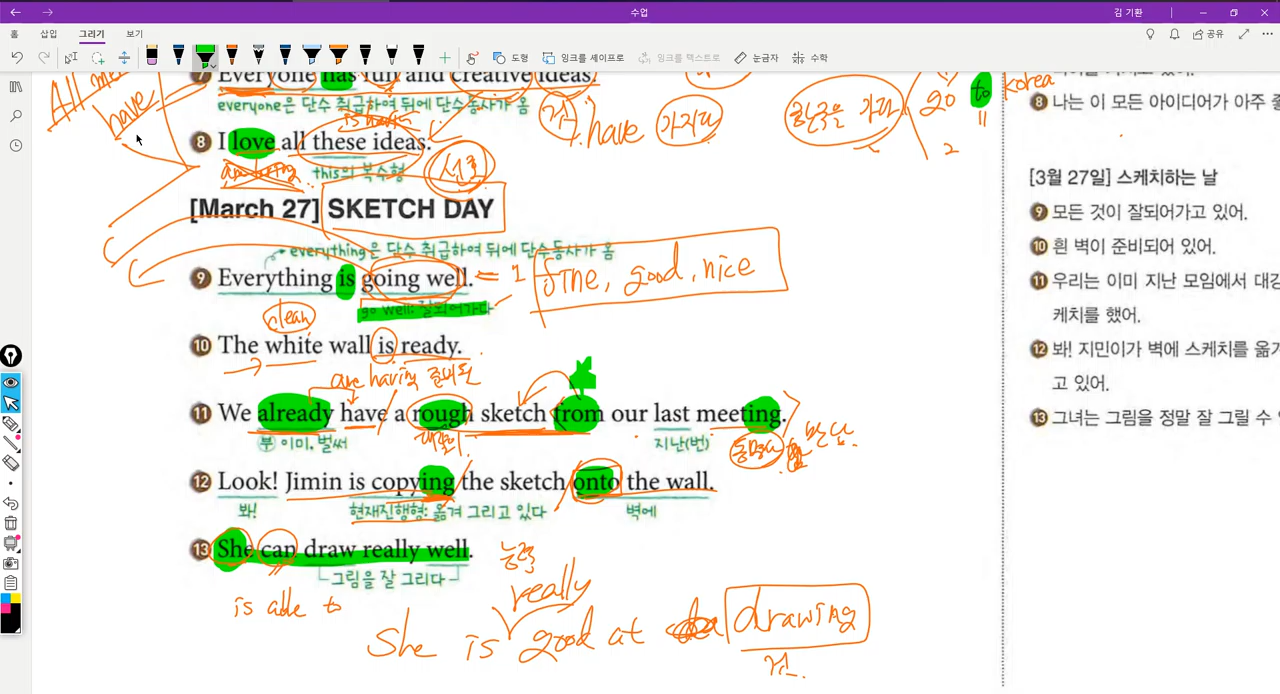 수업
김 기환
홈 삽입 그리기 보기
도형 잉크를 셰이프로 잉크를 텍스트로 눈금자 수학 공유
All
have
7 Everyone has fun and creative ideas.
everyone은 단수 취급하여 뒤에 단수동사가 옴
have 가지다
20 to Korea
2
8 I love all these ideas.
this의 복수형
선호
[March 27] SKETCH DAY
everything은 단수 취급하여 뒤에 단수동사가 옴
9 Everything is going well. = fine, good, nice
go well: 잘되어가다
clean
10 The white wall is ready.
are having 준비된
11 We already have a rough sketch from our last meeting.
부 이미, 벌써
지난(번)
동명사
12 Look! Jimin is copying the sketch onto the wall.
봐!
현재진행형: 옮겨 그리고 있다
벽에
13 She can draw really well.
그림을 잘 그리다
능력
is able to
really
She is good at drawing
것
8 나는 이 모든 아이디어가 아주 좋
[3월 27일] 스케치하는 날
9 모든 것이 잘되어가고 있어.
10 흰 벽이 준비되어 있어.
11 우리는 이미 지난 모임에서 대강
케치를 했어.
12 봐! 지민이가 벽에 스케치를 옮기
고 있어.
13 그녀는 그림을 정말 잘 그릴 수 있